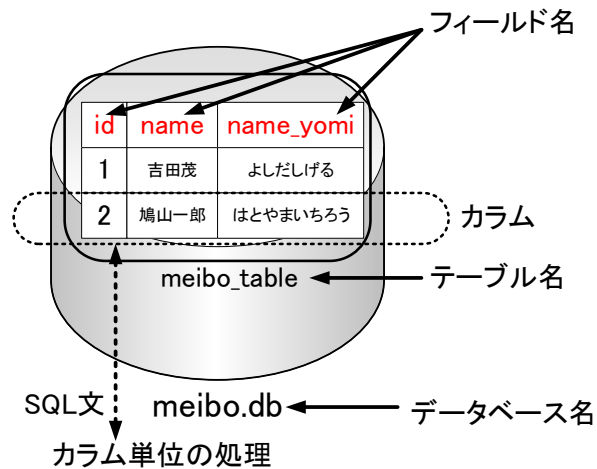 フィールド名
id name name_yomi
1 吉田茂 よしだしげる
2 鳩山一郎 はとやまいちろう
カラム
meibo_table
テーブル名
SQL文
meibo.db
データベース名
カラム単位の処理